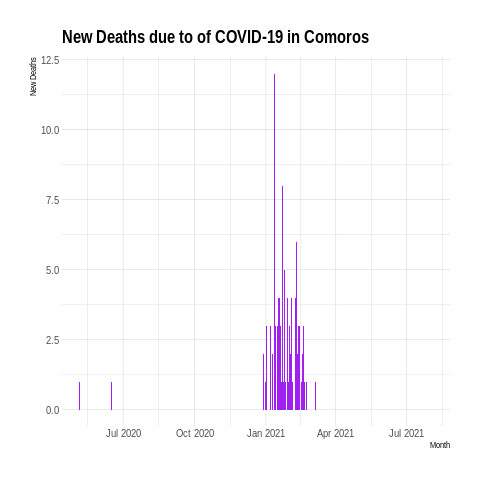 New Deaths due to of COVID-19 in Comoros
New Deaths
12.5
10.0
7.5
5.0
2.5
0.0
Jul 2020 Oct 2020 Jan 2021 Apr 2021 Jul 2021
Month